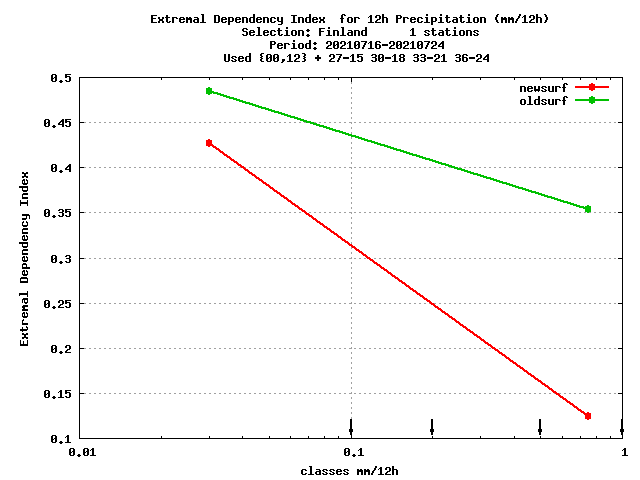 Extremal Dependency Index  for 12h Precipitation (mm/12h)
Selection: Finland      1 stations
Period: 20210716-20210724
Used {00,12} + 27-15 30-18 33-21 36-24
newsurf
oldsurf
0.5
0.45
0.4
0.35
0.3
0.25
0.2
0.15
0.1
Extremal Dependency Index
0.01
0.1
1
classes mm/12h